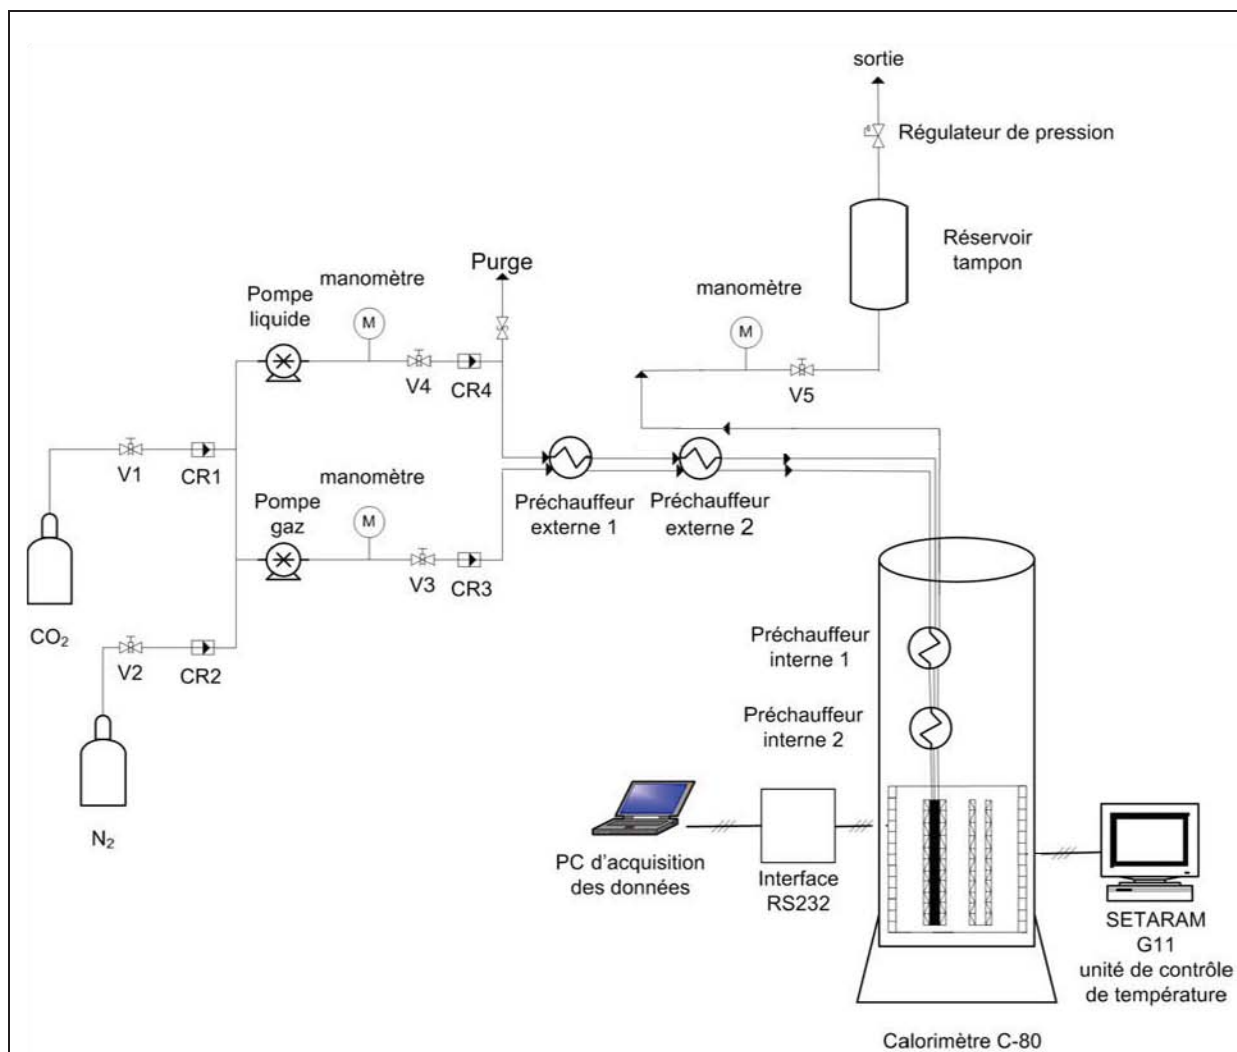 sortie
Régulateur de pression
Réservoir
tampon
Purge
manomètre
manomètre
Pompe
liquide
M
M
V4
CR4
V5
V1
CR1
manomètre
Pompe
gaz
M
Préchauffeur
externe 1
Préchauffeur
externe 2
V3
CR3
CO₂
V2
CR2
N₂
Préchauffeur
interne 1
Préchauffeur
interne 2
PC d'acquisition
des données
Interface
RS232
SETARAM
G11
unité de contrôle
de température
Calorimètre C-80